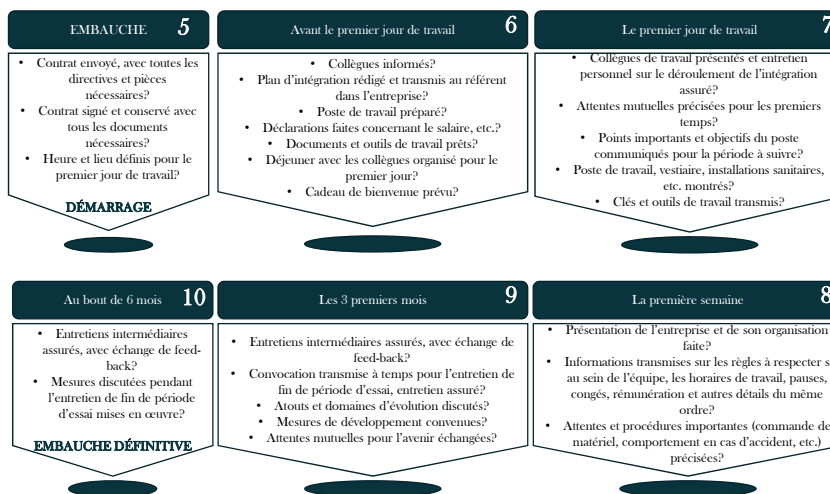 EMBAUCHE 5
• Contrat envoyé, avec toutes les
directives et pièces
nécessaires?
• Contrat signé et conservé avec
tous les documents
nécessaires?
• Heure et lieu définis pour le
premier jour de travail?
DÉMARRAGE
Avant le premier jour de travail 6
• Collègues informés?
• Plan d'intégration rédigé et transmis au référent
dans l'entreprise?
• Poste de travail préparé?
• Déclarations faites concernant le salaire, etc.?
• Documents et outils de travail prêts?
• Déjeuner avec les collègues organisé pour le
premier jour?
• Cadeau de bienvenue prévu?
Le premier jour de travail 7
• Collègues de travail présentés et entretien
personnel sur le déroulement de l'intégration
assuré?
• Attentes mutuelles précisées pour les premiers
temps?
• Points importants et objectifs du poste
communiqués pour la période à suivre?
• Poste de travail, vestiaire, installations sanitaires,
etc. montrés?
• Clés et outils de travail transmis?
Au bout de 6 mois 10
• Entretiens intermédiaires
assurés, avec échange de feed-
back?
• Mesures discutées pendant
l'entretien de fin de période
d'essai mises en œuvre?
EMBAUCHE DÉFINITIVE
Les 3 premiers mois 9
• Entretiens intermédiaires assurés, avec échange de
feed-back?
• Convocation transmise à temps pour l'entretien de
fin de période d'essai, entretien assuré?
• Atouts et domaines d'évolution discutés?
• Mesures de développement convenues?
• Attentes mutuelles pour l'avenir échangées?
La première semaine 8
• Présentation de l'entreprise et de son organisation
faite?
• Informations transmises sur les règles à respecter
au sein de l'équipe, les horaires de travail, pauses,
congés, rémunération et autres détails du même
ordre?
• Attentes et procédures importantes (commande de
matériel, comportement en cas d'accident, etc.)
précisées?